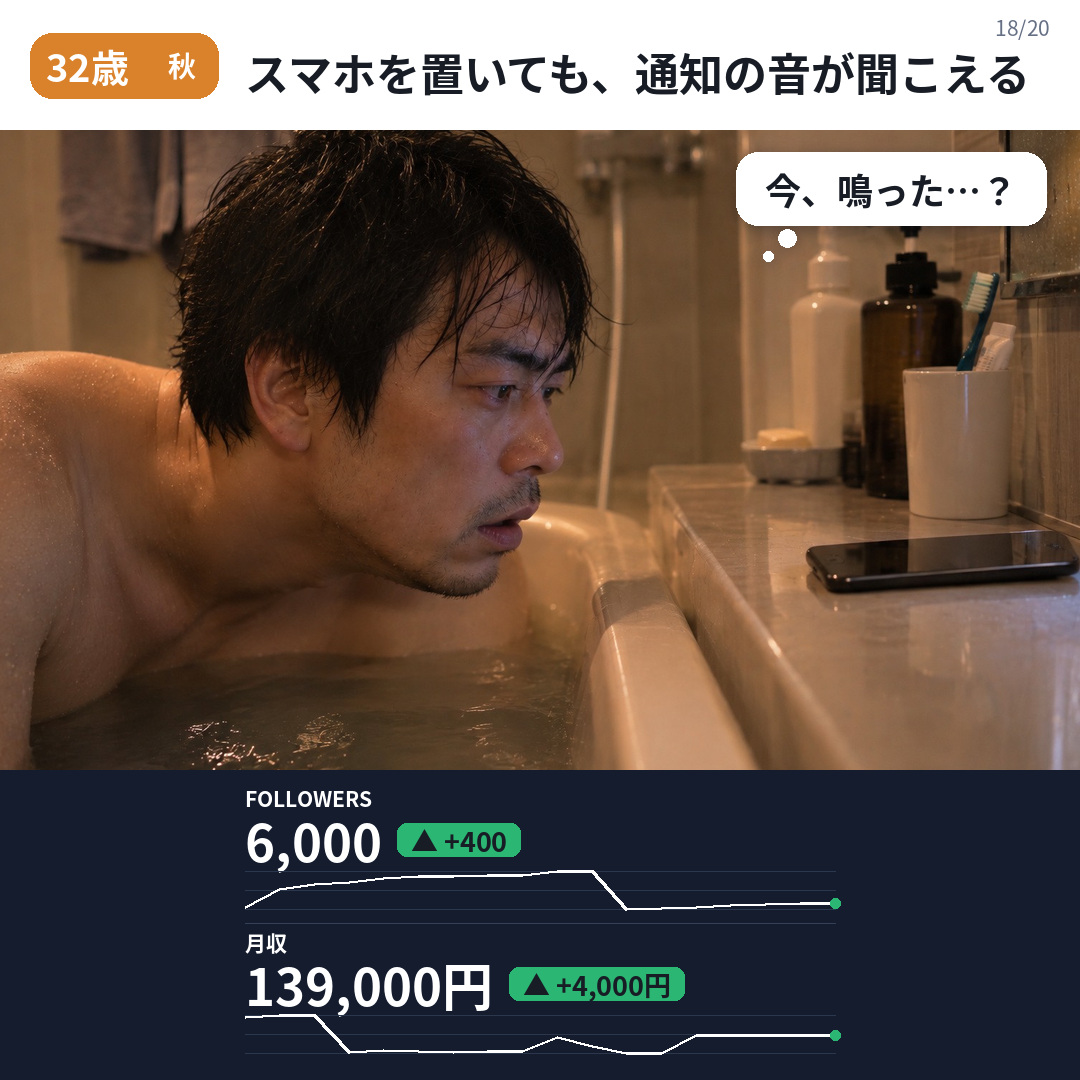 18/20
32歳 秋
スマホを置いても、通知の音が聞こえる
今、鳴った…？
FOLLOWERS
6,000 ▲ +400
月収
139,000円 ▲ +4,000円